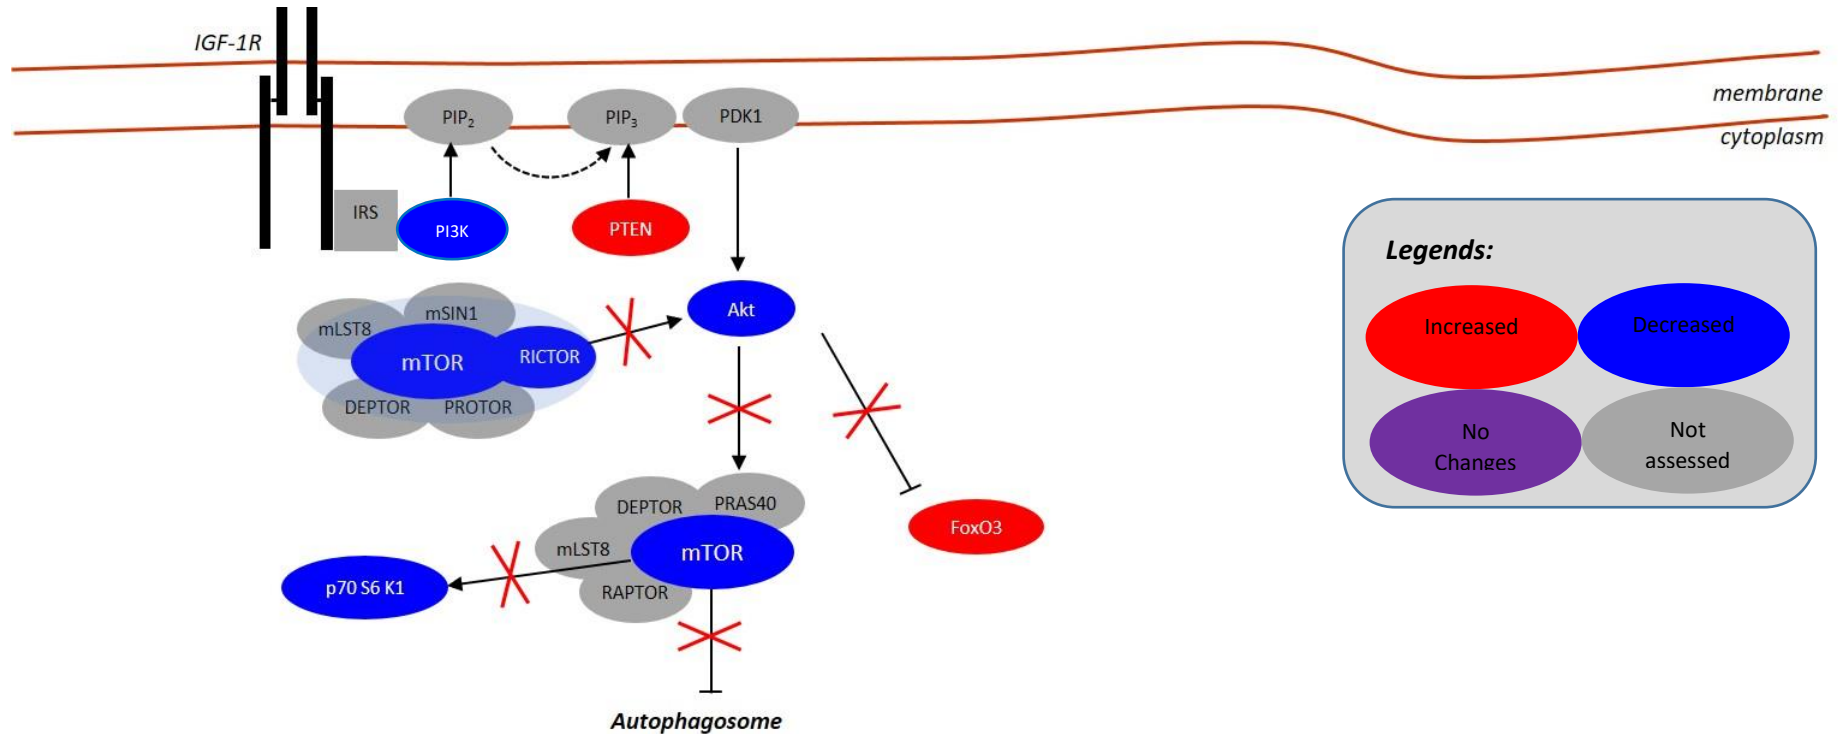 IGF-1R
membrane
cytoplasm
PIP2
PIP3
PDK1
IRS
PI3K
PTEN
Legends:
Increased
Decreased
No
Changes
Not
assessed
Akt
mLST8
mSIN1
mTOR
RICTOR
DEPTOR
PROTOR
DEPTOR
PRAS40
mLST8
mTOR
RAPTOR
FoxO3
p70 S6 K1
Autophagosome